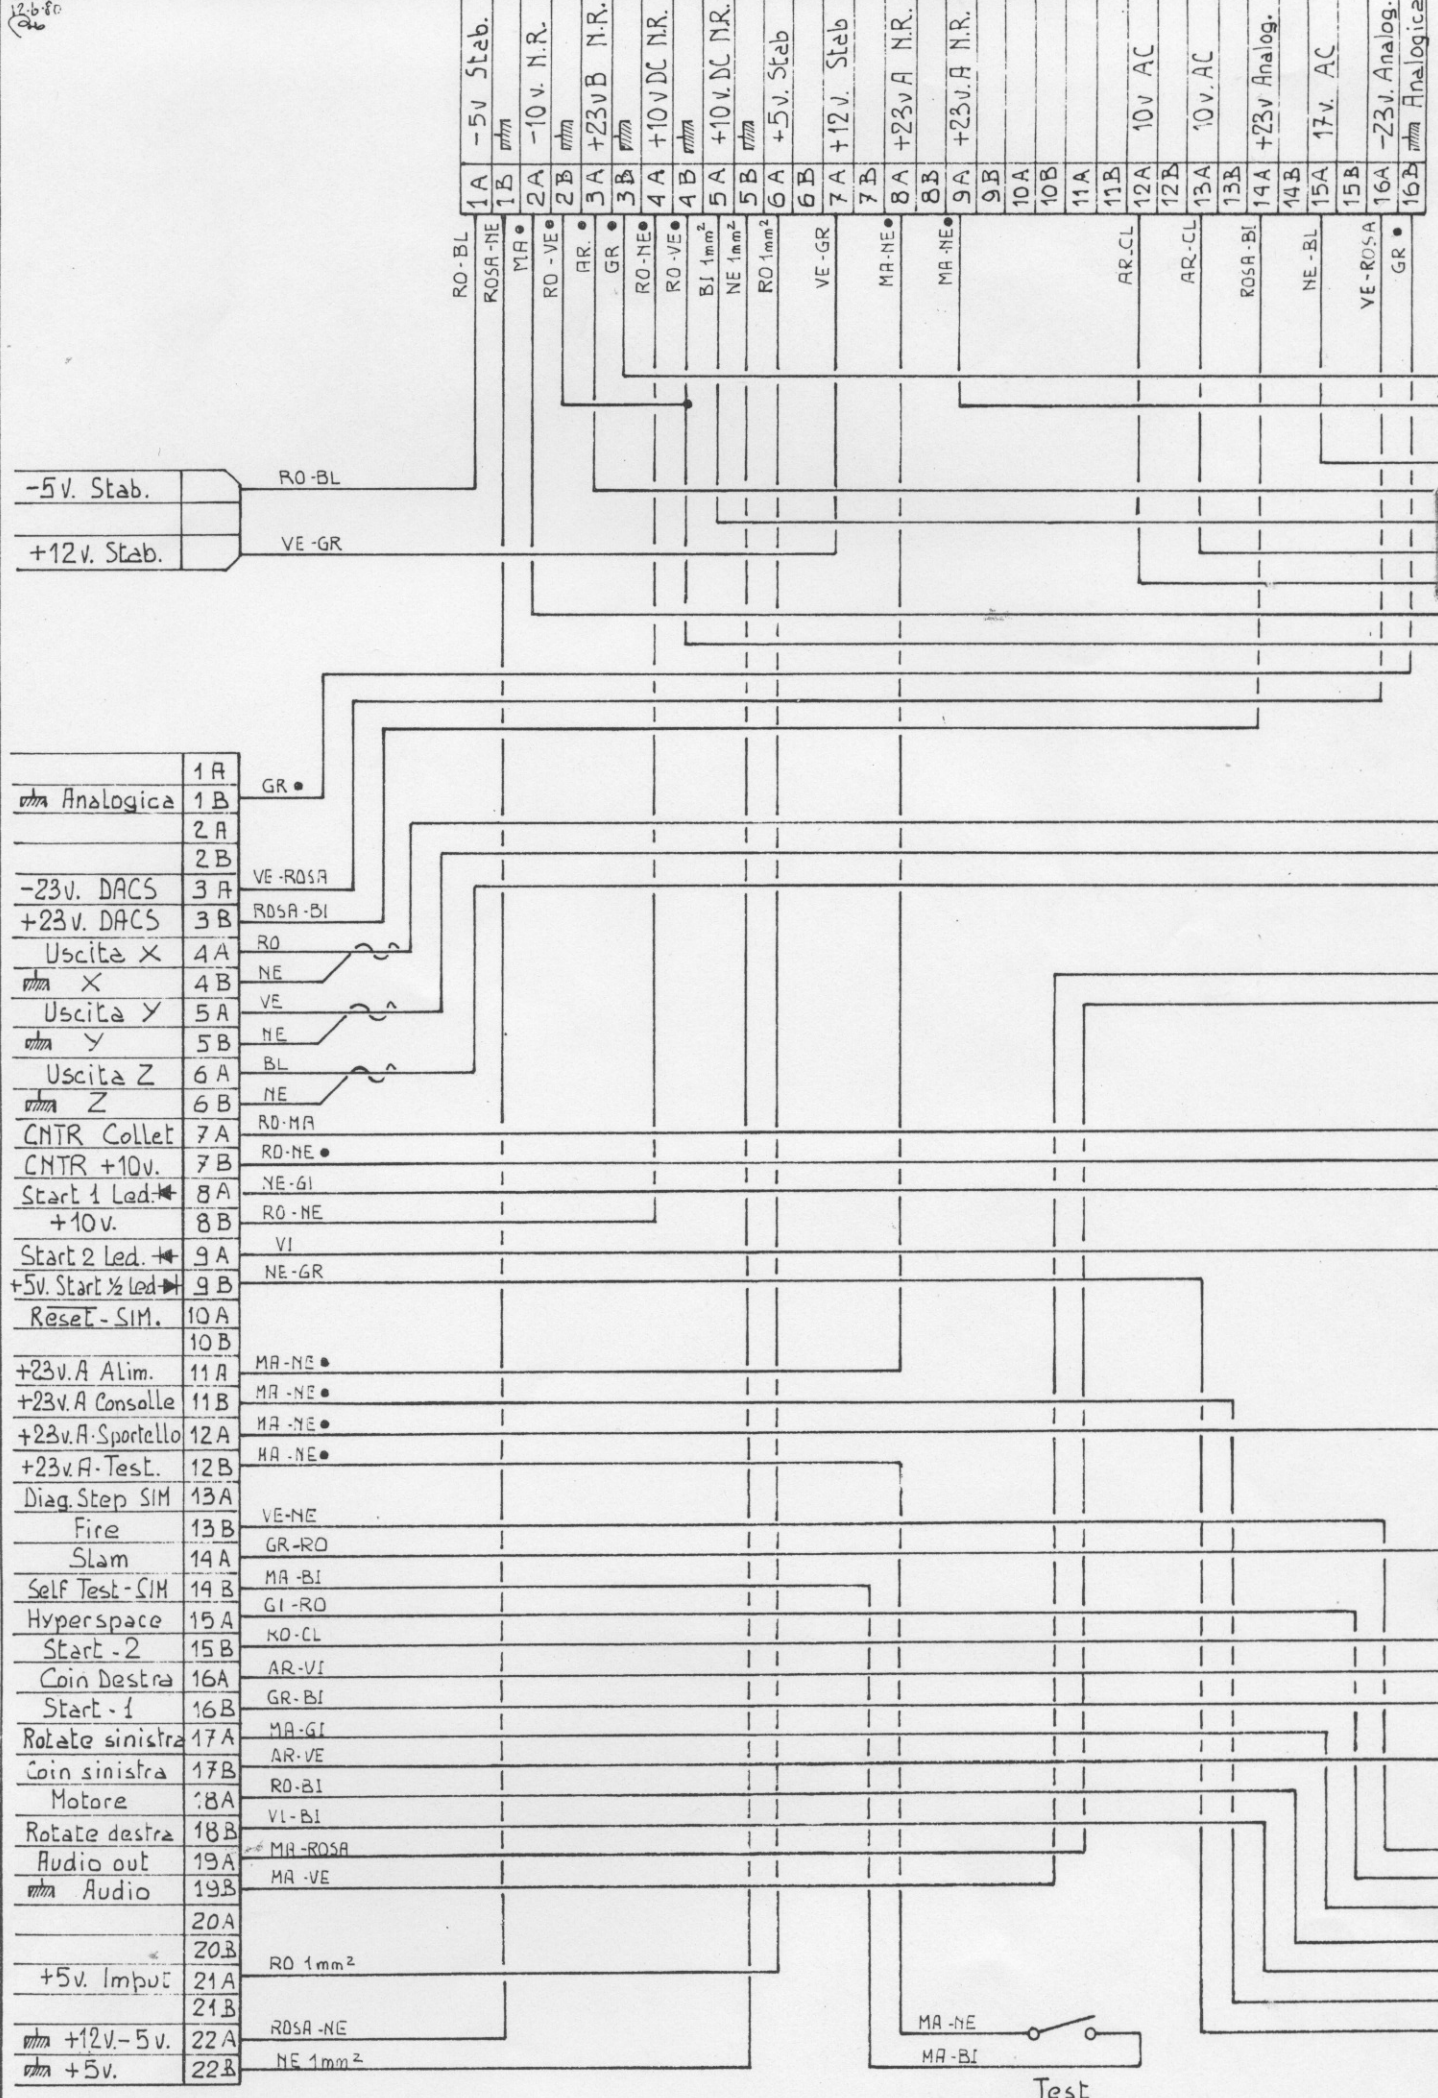 12-6-80
-5v Stab.
-10v. N.R.
+23vB N.R.
+10v DC N.R.
+10v. DC N.R.
+5v. Stab
+12v. Stab
+23vA N.R.
+23v.A N.R.
10v AC
10v. AC
+23v Analog.
17v. AC
-23v. Analog.
Analogica
1A 1B 2A 2B 3A 3B 4A 4B 5A 5B 6A 6B 7A 7B 8A 8B 9A 9B 10A 10B 11A 11B 12A 12B 13A 13B 14A 14B 15A 15B 16A 16B
RO-BL
ROSA-NE
MA
RO-VE
AR.
GR
RO-NE
RO-VE
BI 1mm²
NE 1mm²
RO 1mm²
VE-GR
MA-NE
MA-NE
AR-CL
AR-CL
ROSA-BI
NE-BL
VE-ROSA
GR
-5V. Stab. RO-BL
+12v. Stab. VE-GR
1A
Analogica 1B GR
2A
2B
-23v. DACS 3A VE-ROSA
+23v. DACS 3B ROSA-BI
Uscita X 4A RO
X 4B NE
Uscita Y 5A VE
Y 5B NE
Uscita Z 6A BL
Z 6B NE
CNTR Collet 7A RO-MA
CNTR +10v. 7B RO-NE
Start 1 Led. 8A NE-GI
+10v. 8B RO-NE
Start 2 Led. 9A VI
+5v. Start ½ Led 9B NE-GR
Reset-SIM. 10A
10B
+23v.A Alim. 11A MA-NE
+23v.A Consolle 11B MA-NE
+23v.A-Sportello 12A MA-NE
+23v.A-Test. 12B MA-NE
Diag. Step SIM 13A
Fire 13B VE-NE
Slam 14A GR-RO
Self Test-SIM 14B MA-BI
Hyperspace 15A GI-RO
Start-2 15B RO-CL
Coin Destra 16A AR-VI
Start-1 16B GR-BI
Rotate sinistra 17A MA-GI
Coin sinistra 17B AR-VE
Motore 18A RO-BI
Rotate destra 18B VI-BI
Audio out 19A MA-ROSA
Audio 19B MA-VE
20A
20B
+5v. Imput 21A RO 1mm²
21B
+12v.-5v. 22A ROSA-NE
+5v. 22B NE 1mm²
MA-NE
MA-BI
Test